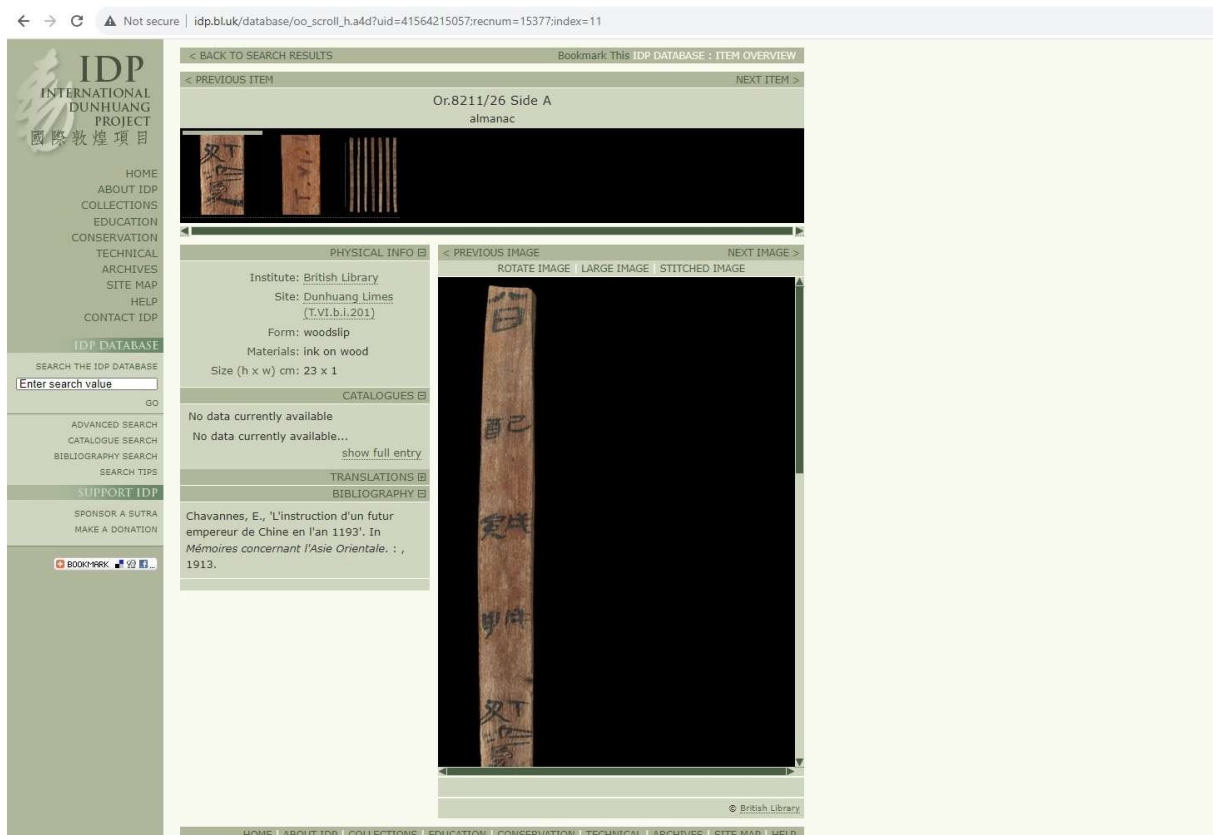 Not secure | idp.bl.uk/database/oo_scroll_h.a4d?uid=41564215057;recnum=15377;index=11
IDP
INTERNATIONAL
DUNHUANG
PROJECT
國際敦煌項目
HOME
ABOUT IDP
COLLECTIONS
EDUCATION
CONSERVATION
TECHNICAL
ARCHIVES
SITE MAP
HELP
CONTACT IDP
IDP DATABASE
SEARCH THE IDP DATABASE
Enter search value
GO
ADVANCED SEARCH
CATALOGUE SEARCH
BIBLIOGRAPHY SEARCH
SEARCH TIPS
SUPPORT IDP
SPONSOR A SUTRA
MAKE A DONATION
BOOKMARK
< BACK TO SEARCH RESULTS
Bookmark This IDP DATABASE : ITEM OVERVIEW
< PREVIOUS ITEM
NEXT ITEM >
Or.8211/26 Side A
almanac
PHYSICAL INFO
Institute: British Library
Site: Dunhuang Limes
(T.VI.b.i.201)
Form: woodslip
Materials: ink on wood
Size (h x w) cm: 23 x 1
CATALOGUES
No data currently available
No data currently available...
show full entry
TRANSLATIONS
BIBLIOGRAPHY
Chavannes, E., 'L'instruction d'un futur
empereur de Chine en l'an 1193'. In
Mémoires concernant l'Asie Orientale. : ,
1913.
< PREVIOUS IMAGE
NEXT IMAGE >
ROTATE IMAGE | LARGE IMAGE | STITCHED IMAGE
己酉
© British Library
HOME | ABOUT IDP | COLLECTIONS | EDUCATION | CONSERVATION | TECHNICAL | ARCHIVES | SITE MAP | HELP